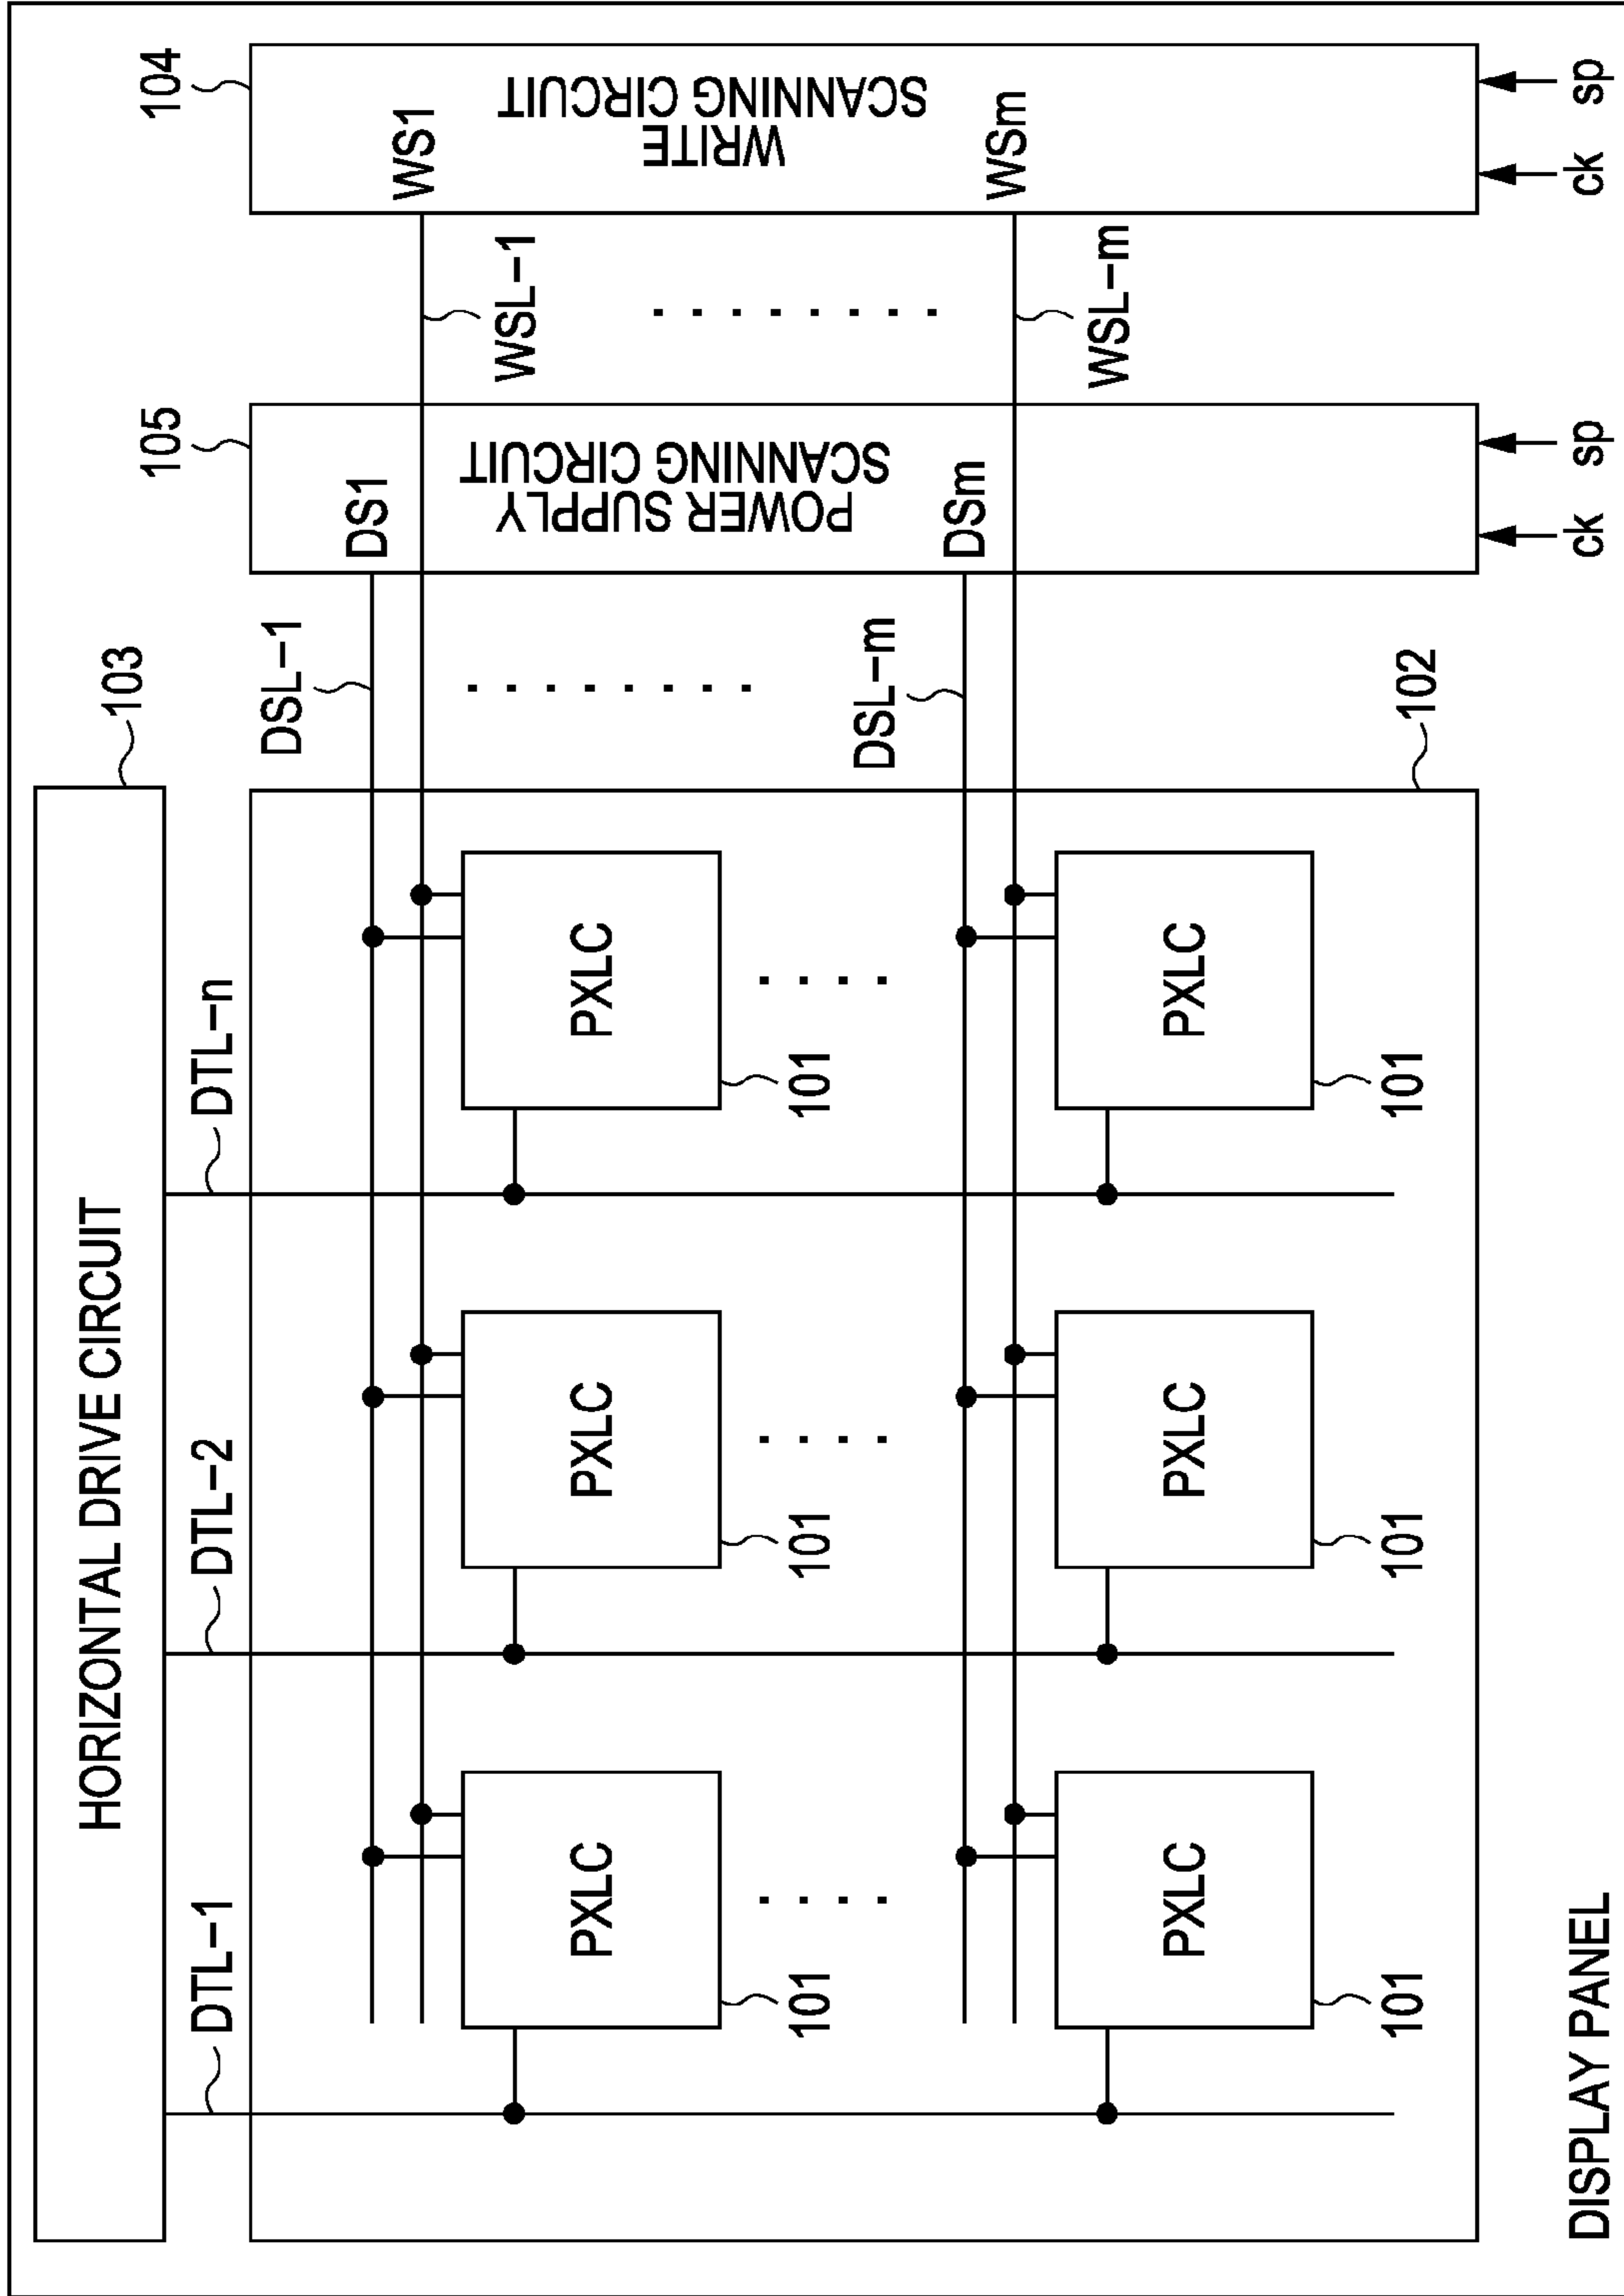 HORIZONTAL DRIVE CIRCUIT
103
DTL-1
DTL-2
DTL-n
105
104
DSL-1
DS1
WS1
WSL-1
PXLC
PXLC
PXLC
101
101
101
POWER SUPPLY
SCANNING CIRCUIT
WRITE
SCANNING CIRCUIT
DSL-m
DSm
WSm
WSL-m
PXLC
PXLC
PXLC
101
101
101
102
ck
sp
ck
sp
DISPLAY PANEL